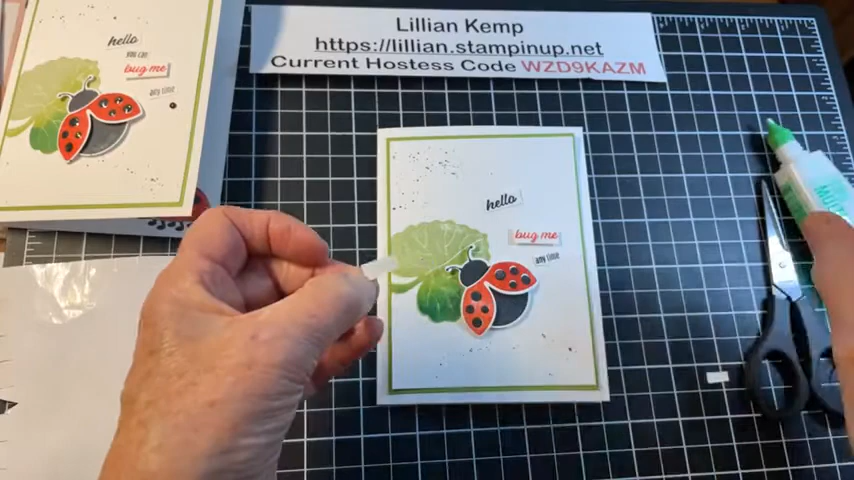 Lillian Kemp
https://lillian.stampinup.net/
Current Hostess Code WZD9KAZM
hello
you can
bug me
any time
hello
bug me
any time